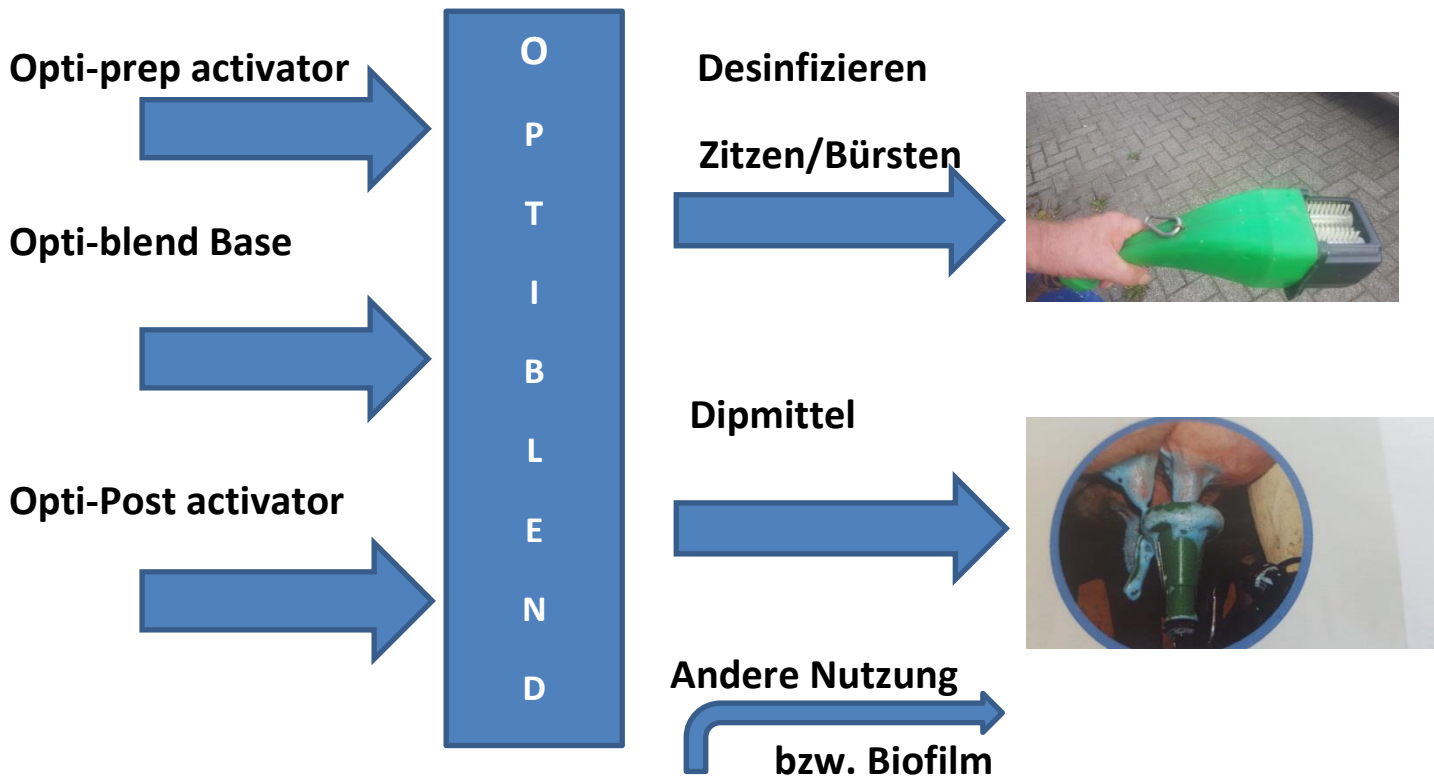 Opti-prep activator
Opti-blend Base
Opti-Post activator
O
P
T
I
B
L
E
N
D
Desinfizieren
Zitzen/Bürsten
Dipmittel
Andere Nutzung
bzw. Biofilm